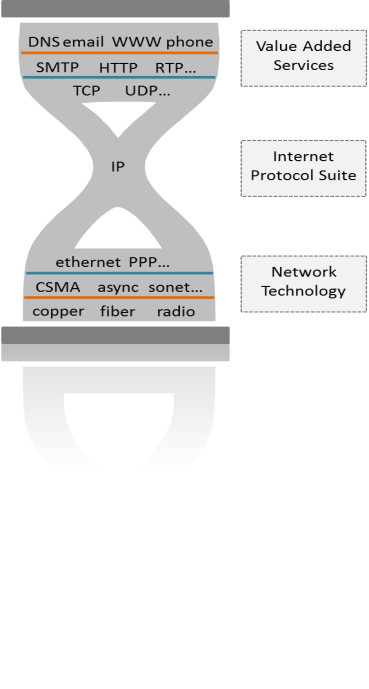 DNS email WWW phone
SMTP HTTP RTP...
TCP UDP...
IP
ethernet PPP...
CSMA async sonet...
copper fiber radio
Value Added
Services
Internet
Protocol Suite
Network
Technology